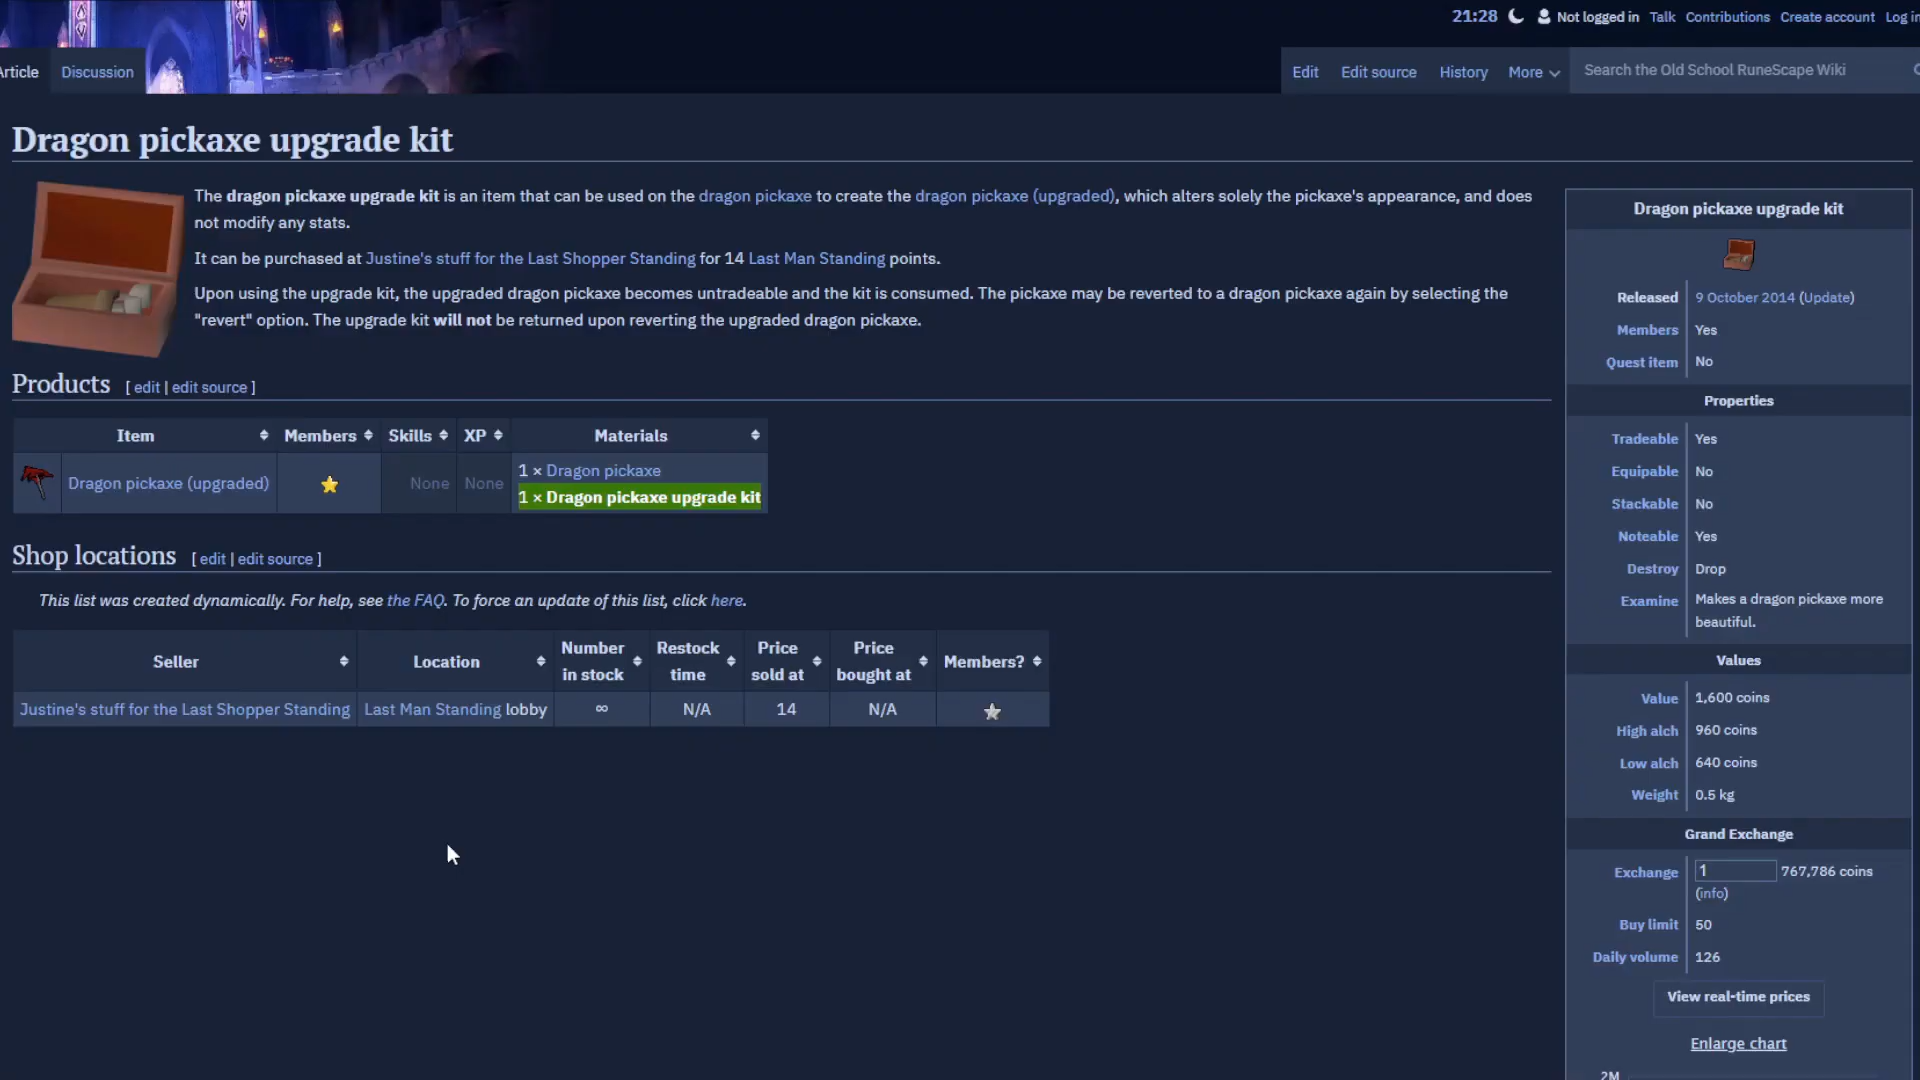 21:28 Not logged in Talk Contributions Create account Log in
Article Discussion Edit Edit source History More Search the Old School RuneScape Wiki
Dragon pickaxe upgrade kit
The dragon pickaxe upgrade kit is an item that can be used on the dragon pickaxe to create the dragon pickaxe (upgraded), which alters solely the pickaxe's appearance, and does
not modify any stats.
It can be purchased at Justine's stuff for the Last Shopper Standing for 14 Last Man Standing points.
Upon using the upgrade kit, the upgraded dragon pickaxe becomes untradeable and the kit is consumed. The pickaxe may be reverted to a dragon pickaxe again by selecting the
"revert" option. The upgrade kit will not be returned upon reverting the upgraded dragon pickaxe.
Products [ edit | edit source ]
Item Members Skills XP Materials
Dragon pickaxe (upgraded) None None 1 × Dragon pickaxe
1 × Dragon pickaxe upgrade kit
Shop locations [ edit | edit source ]
This list was created dynamically. For help, see the FAQ. To force an update of this list, click here.
Seller Location Number in stock Restock time Price sold at Price bought at Members?
Justine's stuff for the Last Shopper Standing Last Man Standing lobby ∞ N/A 14 N/A
Dragon pickaxe upgrade kit
Released 9 October 2014 (Update)
Members Yes
Quest item No
Properties
Tradeable Yes
Equipable No
Stackable No
Noteable Yes
Destroy Drop
Examine Makes a dragon pickaxe more
beautiful.
Values
Value 1,600 coins
High alch 960 coins
Low alch 640 coins
Weight 0.5 kg
Grand Exchange
Exchange 1 767,786 coins
(info)
Buy limit 50
Daily volume 126
View real-time prices
Enlarge chart
2M